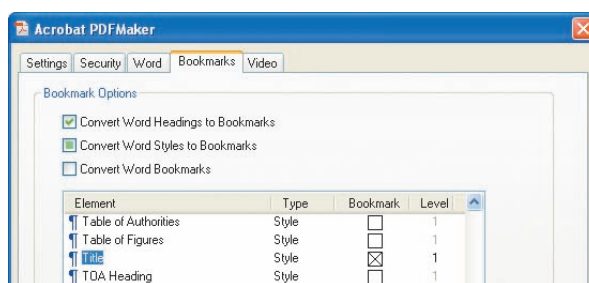 Acrobat PDFMaker
Settings Security Word Bookmarks Video
Bookmark Options
Convert Word Headings to Bookmarks
Convert Word Styles to Bookmarks
Convert Word Bookmarks
Element Type Bookmark Level
¶ Table of Authorities Style 1
¶ Table of Figures Style 1
¶ Title Style 1
¶ TOA Heading Style 1